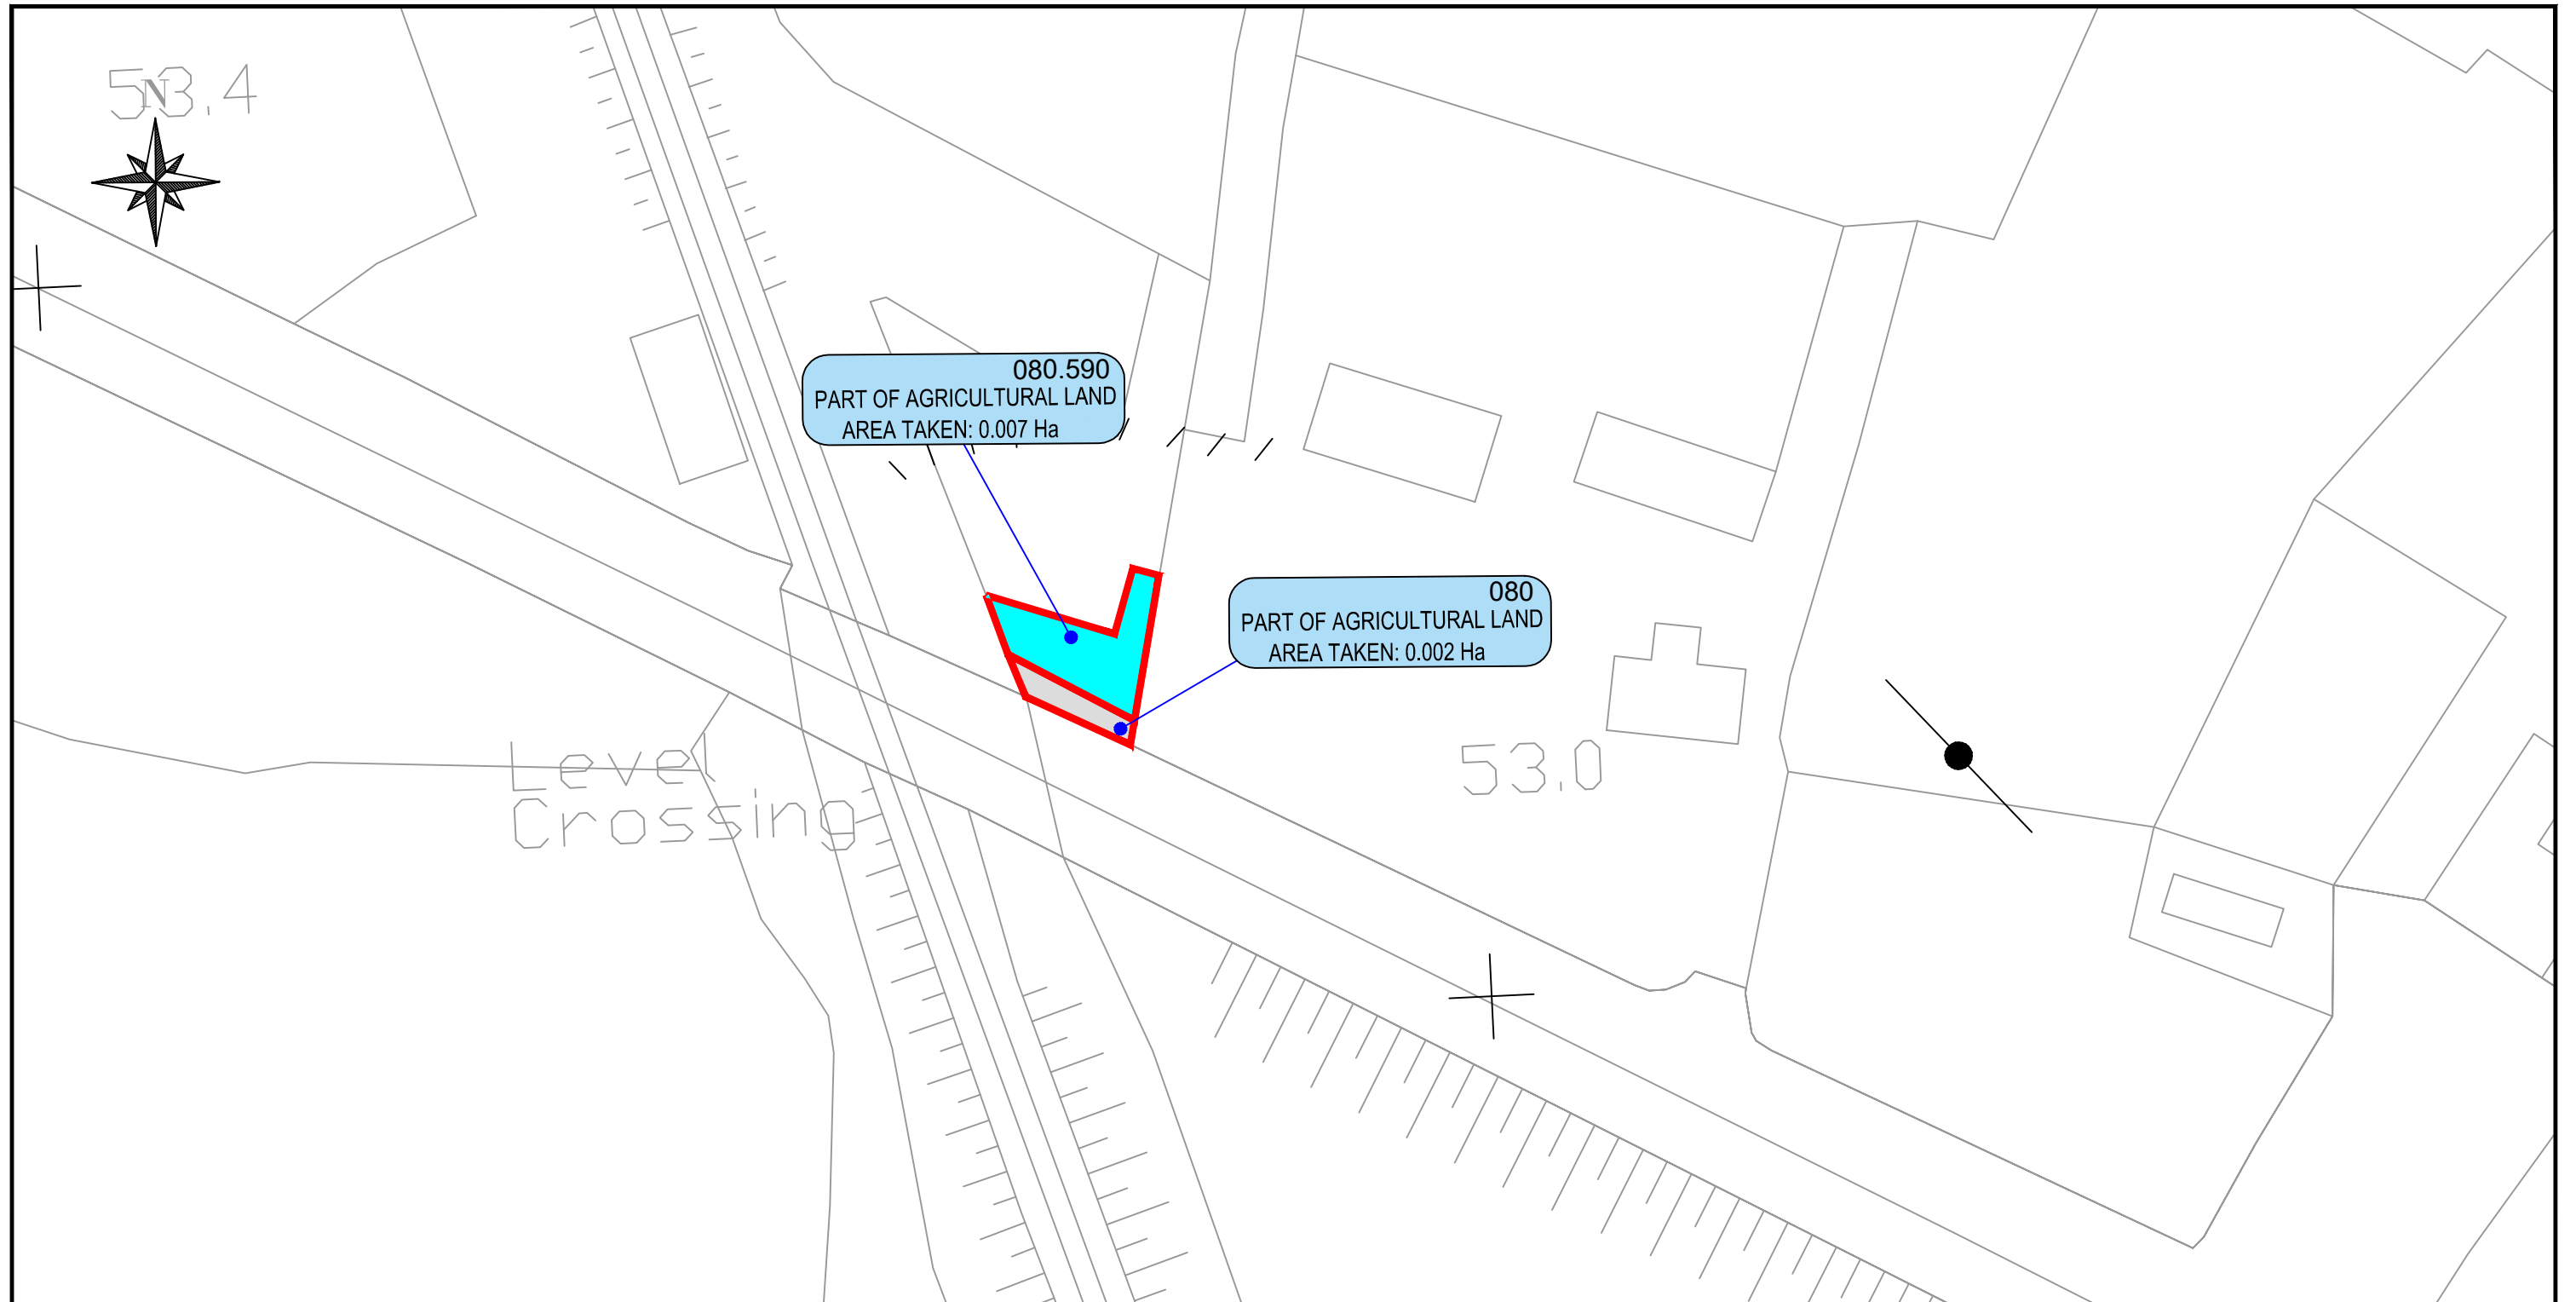 53.4
N
080.590
PART OF AGRICULTURAL LAND
AREA TAKEN: 0.007 Ha
080
PART OF AGRICULTURAL LAND
AREA TAKEN: 0.002 Ha
Level
Crossing
53.0